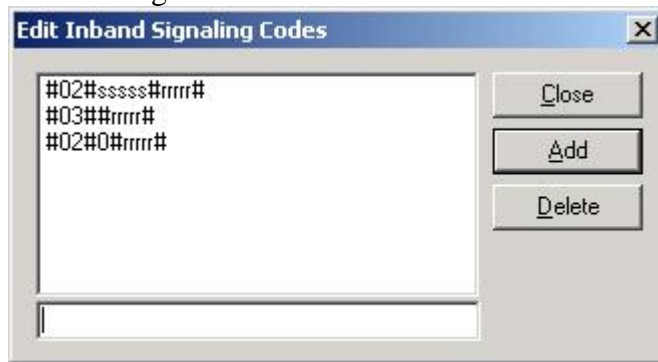 Edit Inband Signaling Codes
#02#sssss#rrrrr#
#03##rrrrr#
#02#0#rrrrr#
Close
Add
Delete